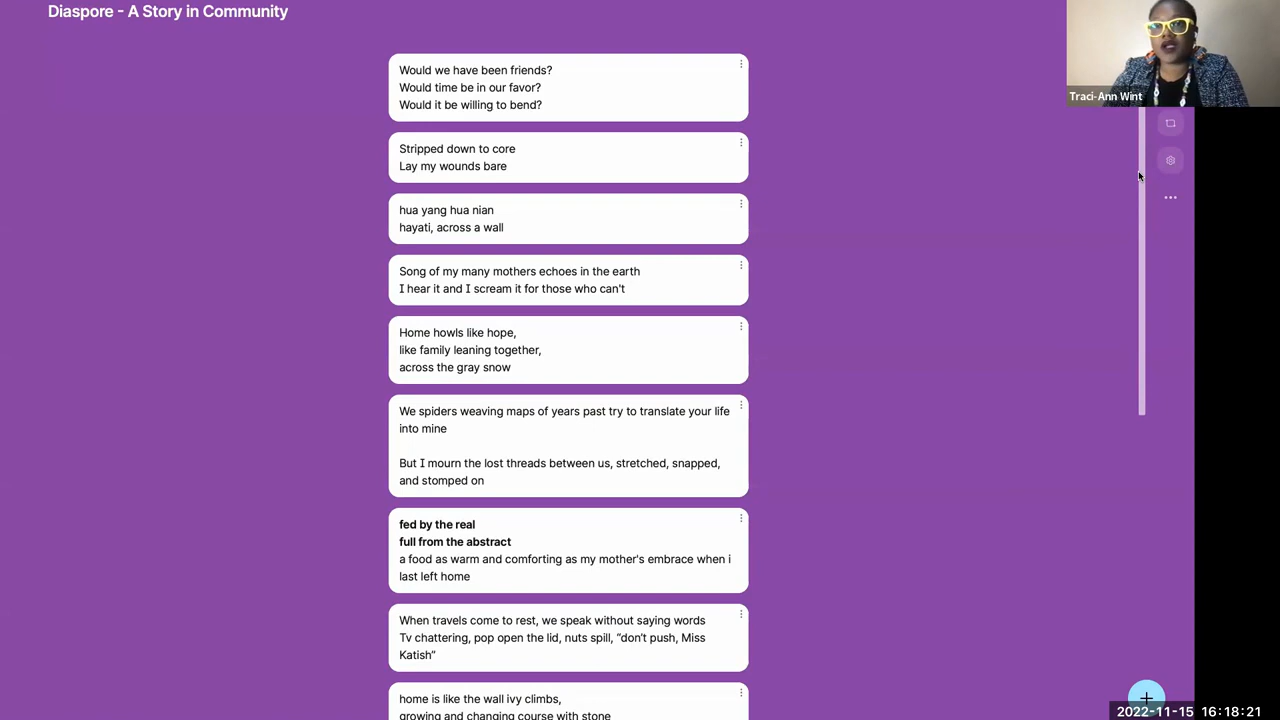 Diaspore - A Story in Community
Traci-Ann Wint
Would we have been friends?
Would time be in our favor?
Would it be willing to bend?
Stripped down to core
Lay my wounds bare
hua yang hua nian
hayati, across a wall
Song of my many mothers echoes in the earth
I hear it and I scream it for those who can't
Home howls like hope,
like family leaning together,
across the gray snow
We spiders weaving maps of years past try to translate your life
into mine
But I mourn the lost threads between us, stretched, snapped,
and stomped on
fed by the real
full from the abstract
a food as warm and comforting as my mother's embrace when i
last left home
When travels come to rest, we speak without saying words
Tv chattering, pop open the lid, nuts spill, "don't push, Miss
Katish"
home is like the wall ivy climbs,
growing and changing course with stone
2022-11-15 16:18:21